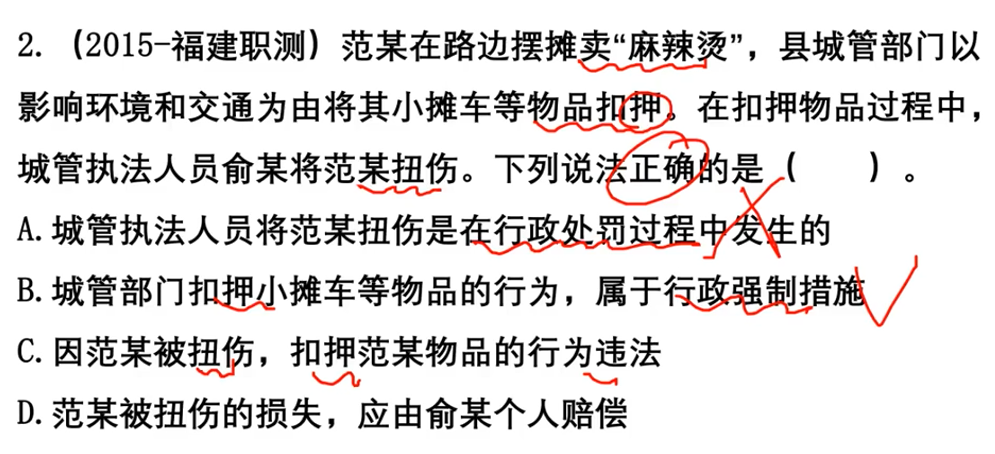 2.（2015-福建职测）范某在路边摆摊卖“麻辣烫”，县城管部门以
影响环境和交通为由将其小摊车等物品扣押。在扣押物品过程中，
城管执法人员俞某将范某扭伤。下列说法正确的是（　　）。
A.城管执法人员将范某扭伤是在行政处罚过程中发生的
B.城管部门扣押小摊车等物品的行为，属于行政强制措施
C.因范某被扭伤，扣押范某物品的行为违法
D.范某被扭伤的损失，应由俞某个人赔偿